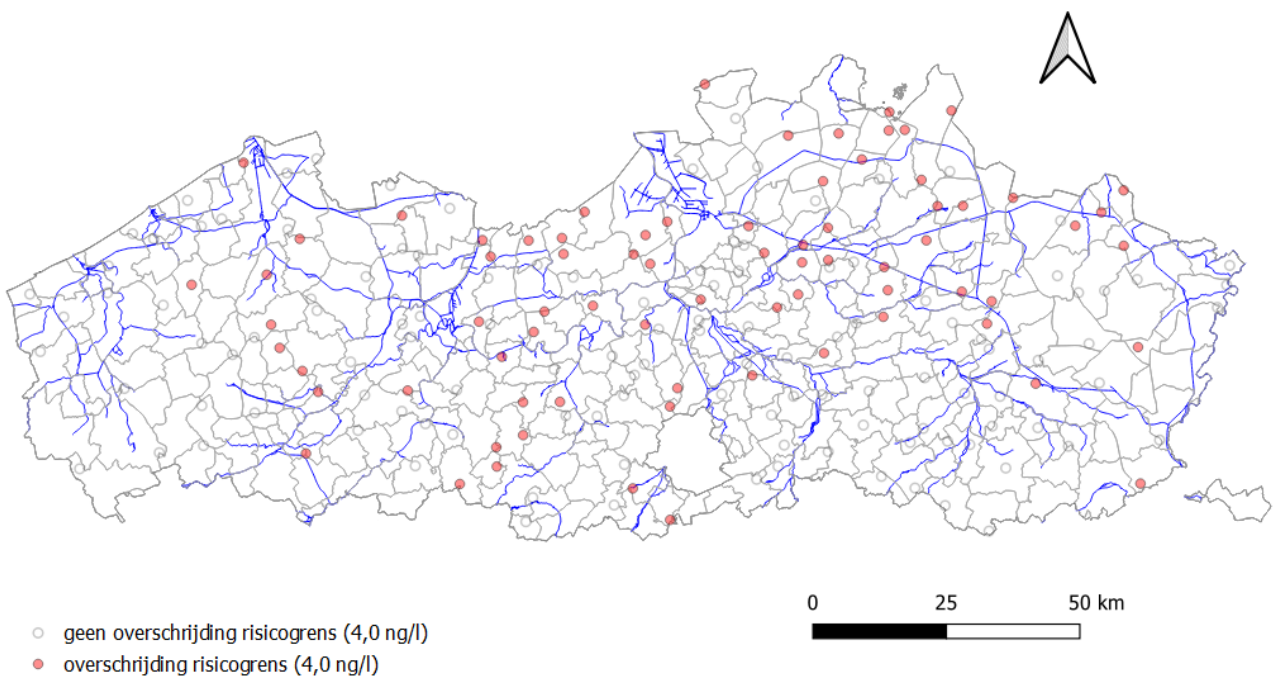 0 25 50 km
geen overschrijding risicogrens (4,0 ng/l)
overschrijding risicogrens (4,0 ng/l)